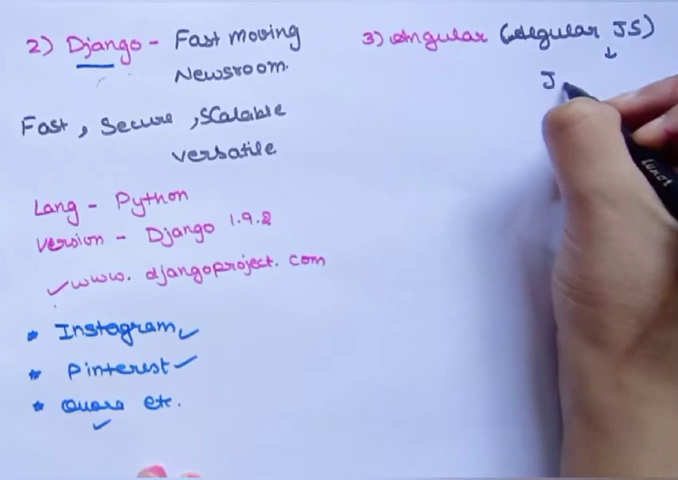 2) Django - Fast moving
Newsroom.
Fast, Secure, Scalable
versatile
Lang - Python
version - Django 1.9.2
www.djangoproject.com
* Instagram
* Pinterest
* etc.
3) Angular (Angular JS)
J